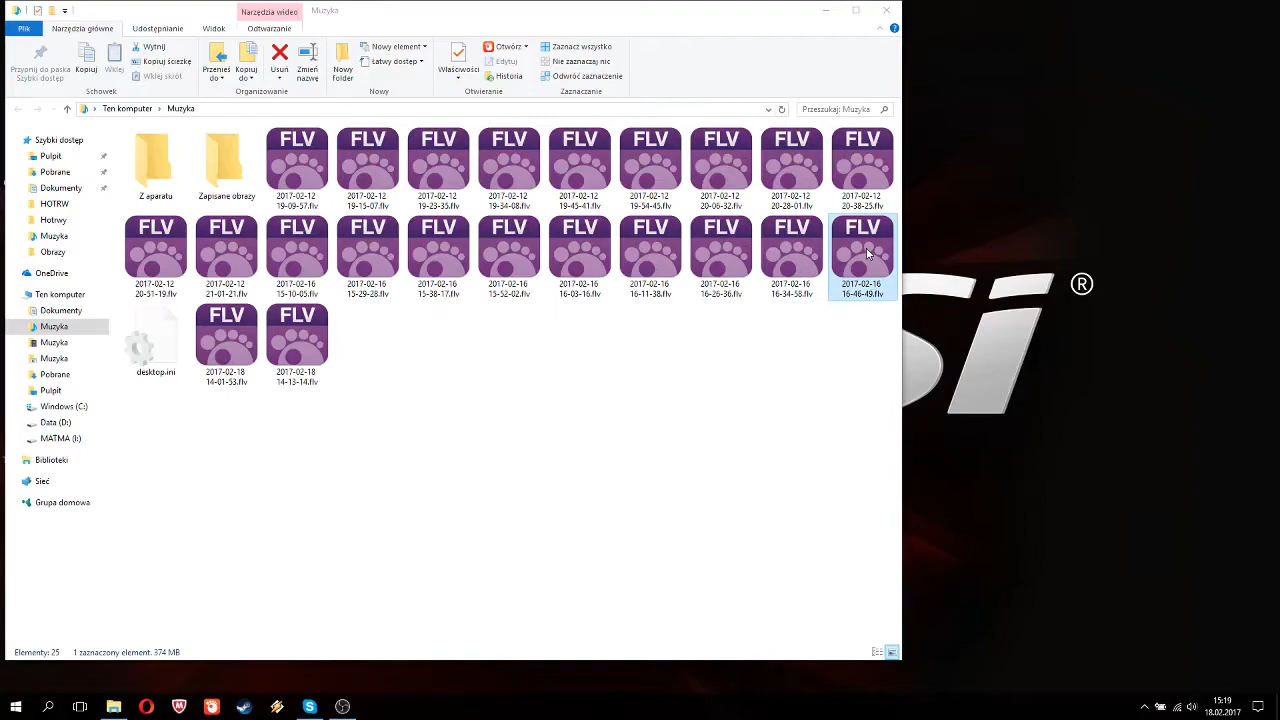 Narzędzia wideo
Muzyka
Plik
Narzędzia główne
Udostępnianie
Widok
Odtwarzanie
Przypnij do paska
Szybki dostęp
Kopiuj
Wklej
Wytnij
Kopiuj ścieżkę
Wklej skrót
Schowek
Przenieś
do
Kopiuj
do
Usuń
Zmień
nazwę
Organizowanie
Nowy
folder
Nowy element
Łatwy dostęp
Nowy
Właściwości
Otwórz
Edytuj
Historia
Otwieranie
Zaznacz wszystko
Nie zaznaczaj nic
Odwróć zaznaczenie
Zaznaczanie
Ten komputer
Muzyka
Przeszukaj: Muzyka
Szybki dostęp
Pulpit
Pobrane
Dokumenty
HOTRW
Hotrwy
Muzyka
Obrazy
OneDrive
Ten komputer
Dokumenty
Muzyka
Muzyka
Muzyka
Pobrane
Pulpit
Windows (C:)
Data (D:)
MATMA (I:)
Biblioteki
Sieć
Grupa domowa
FLV FLV FLV FLV FLV FLV FLV FLV FLV
Z aparatu
Zapisane obrazy
2017-02-12
19-09-57.flv
2017-02-12
19-15-07.flv
2017-02-12
19-23-35.flv
2017-02-12
19-34-08.flv
2017-02-12
19-45-41.flv
2017-02-12
19-54-45.flv
2017-02-12
20-06-32.flv
2017-02-12
20-28-01.flv
2017-02-12
20-38-25.flv
FLV FLV FLV FLV FLV FLV FLV FLV FLV FLV FLV
2017-02-12
20-51-19.flv
2017-02-12
21-01-21.flv
2017-02-16
15-10-05.flv
2017-02-16
15-29-28.flv
2017-02-16
15-38-17.flv
2017-02-16
15-52-02.flv
2017-02-16
16-03-16.flv
2017-02-16
16-11-38.flv
2017-02-16
16-26-36.flv
2017-02-16
16-34-58.flv
2017-02-16
16-46-49.flv
FLV FLV
desktop.ini
2017-02-18
14-01-53.flv
2017-02-18
14-13-14.flv
Elementy: 25
1 zaznaczony element. 374 MB
®
15:19
18.02.2017